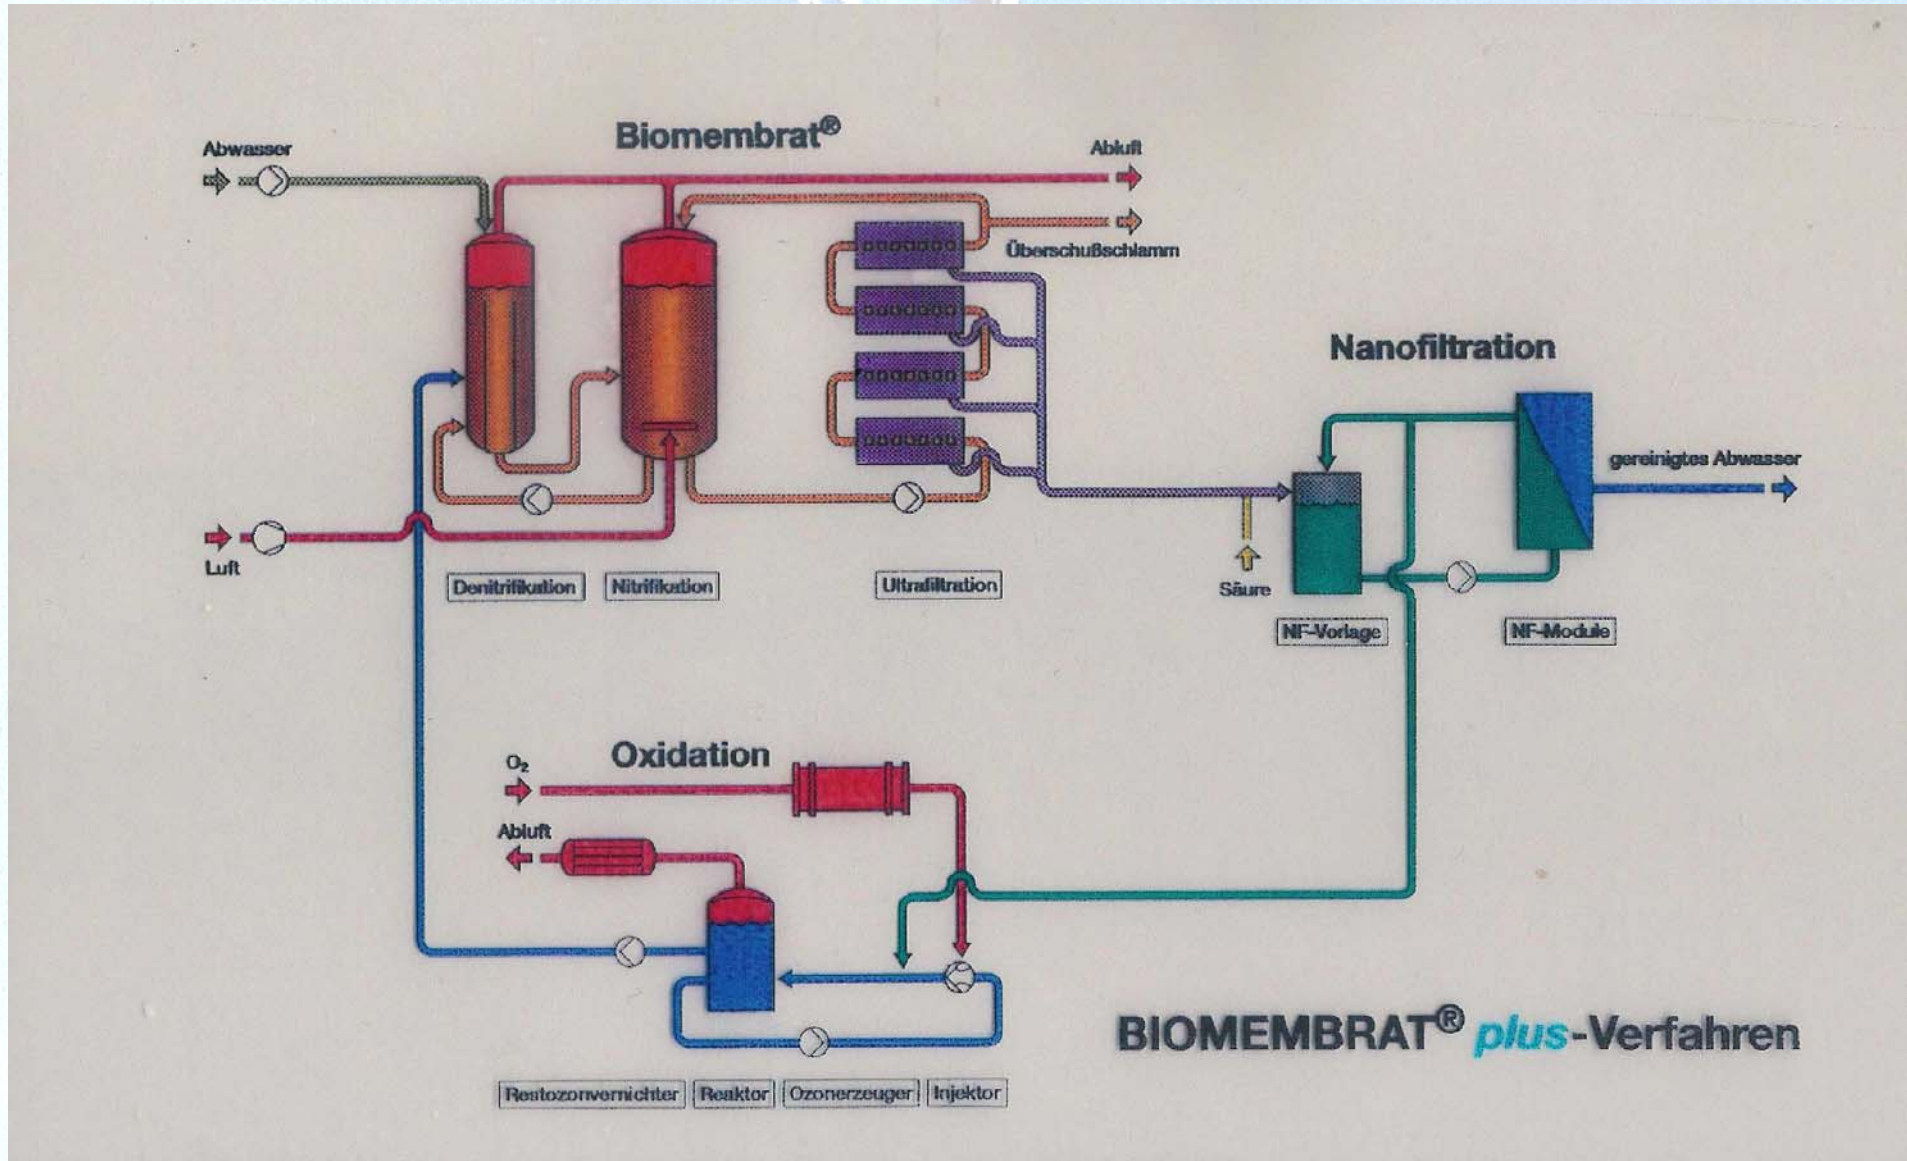 Biomembrat®
Abwasser
Abluft
Überschußschlamm
Nanofiltration
gereinigtes Abwasser
Luft
Denitrifikation
Nitrifikation
Ultrafiltration
Säure
NF-Vorlage
NF-Module
Oxidation
O₂
Abluft
BIOMEMBRAT® plus-Verfahren
Restozonvernichter
Reaktor
Ozonerzeuger
Injektor